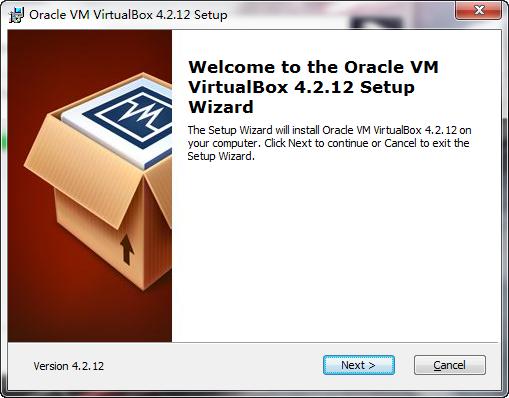 Oracle VM VirtualBox 4.2.12 Setup
Welcome to the Oracle VM
VirtualBox 4.2.12 Setup
Wizard
The Setup Wizard will install Oracle VM VirtualBox 4.2.12 on
your computer. Click Next to continue or Cancel to exit the
Setup Wizard.
Version 4.2.12
Next >
Cancel